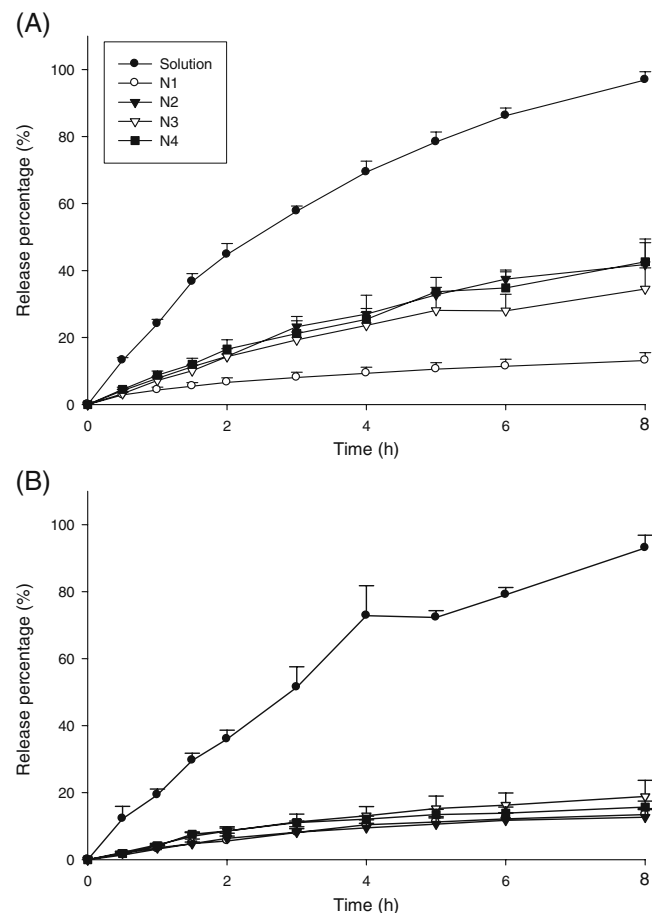 (A)
Release percentage (%)
100
80
60
40
20
0
Solution
N1
N2
N3
N4
0 2 4 6 8
Time (h)
(B)
Release percentage (%)
100
80
60
40
20
0
0 2 4 6 8
Time (h)